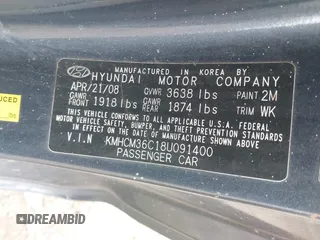 MANUFACTURED IN KOREA BY
HYUNDAI MOTOR COMPANY
APR/21/08 GVWR 3638 lbs PAINT 2M
GAWR FRONT 1918 lbs GAWR REAR 1874 lbs TRIM WK
THIS VEHICLE CONFORMS TO ALL APPLICABLE U.S. FEDERAL MOTOR
VEHICLE SAFETY, BUMPER, AND THEFT PREVENTION STANDARDS
IN EFFECT ON THE DATE OF MANUFACTURE SHOWN ABOVE.
V.I.N KMHCM36C18U091400
PASSENGER CAR
UCED
DREAMBID